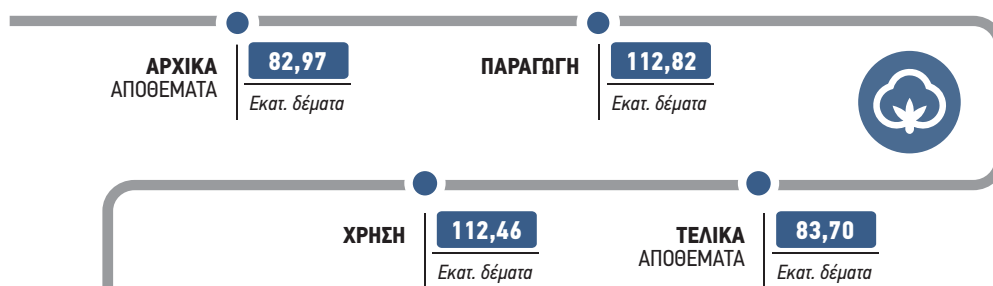 ΑΡΧΙΚΑ
ΑΠΟΘΕΜΑΤΑ
82,97
Εκατ. δέματα
ΠΑΡΑΓΩΓΗ
112,82
Εκατ. δέματα
ΧΡΗΣΗ
112,46
Εκατ. δέματα
ΤΕΛΙΚΑ
ΑΠΟΘΕΜΑΤΑ
83,70
Εκατ. δέματα